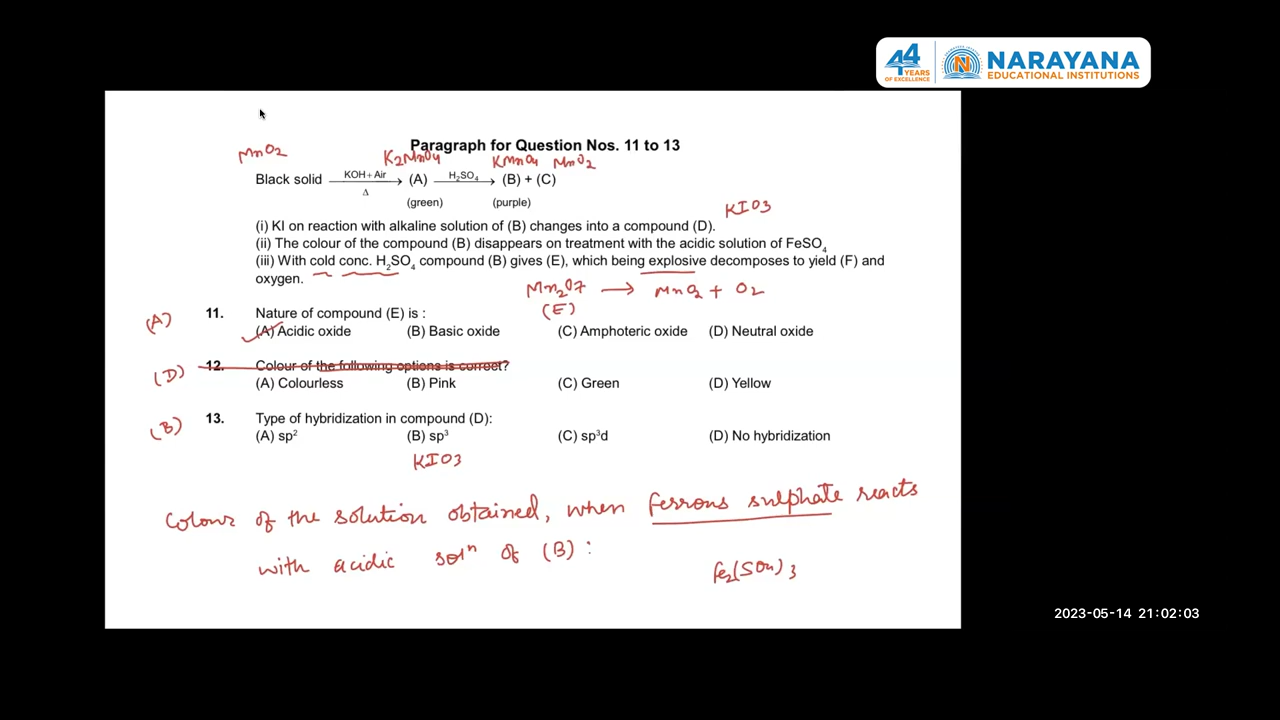 44
YEARS
OF EXCELLENCE
N
NARAYANA
EDUCATIONAL INSTITUTIONS
Paragraph for Question Nos. 11 to 13
MnO2 K2MnO4 KMnO4 MnO2
Black solid KOH + Air Δ → (A) H2SO4 → (B) + (C)
(green) (purple)
KIO3
(i) KI on reaction with alkaline solution of (B) changes into a compound (D).
(ii) The colour of the compound (B) disappears on treatment with the acidic solution of FeSO4
(iii) With cold conc. H2SO4 compound (B) gives (E), which being explosive decomposes to yield (F) and
oxygen.
Mn2O7 → MnO2 + O2
(E)
(A) 11. Nature of compound (E) is :
(A) Acidic oxide (B) Basic oxide (C) Amphoteric oxide (D) Neutral oxide
(D) 12. Colour of the following options is correct?
(A) Colourless (B) Pink (C) Green (D) Yellow
(B) 13. Type of hybridization in compound (D):
(A) sp2 (B) sp3 (C) sp3d (D) No hybridization
KIO3
Colour of the solution obtained, when ferrous sulphate reacts
with acidic soln of (B) :
Fe2(SO4)3
2023-05-14 21:02:03